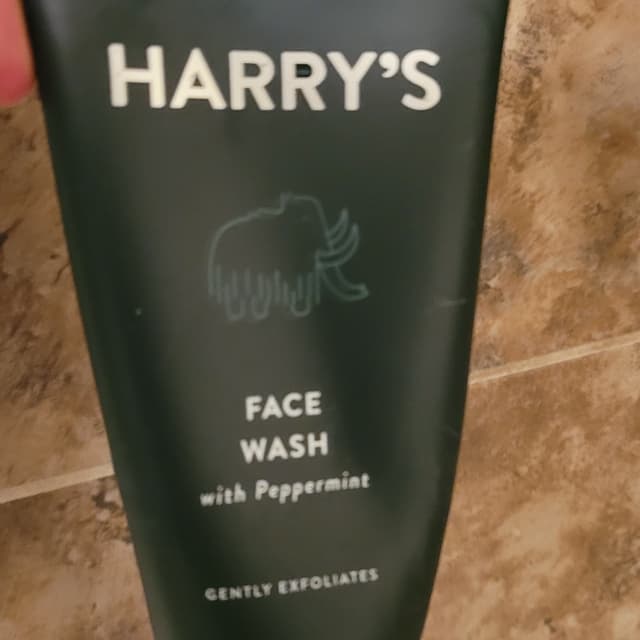 HARRY'S
FACE
WASH
with Peppermint
GENTLY EXFOLIATES